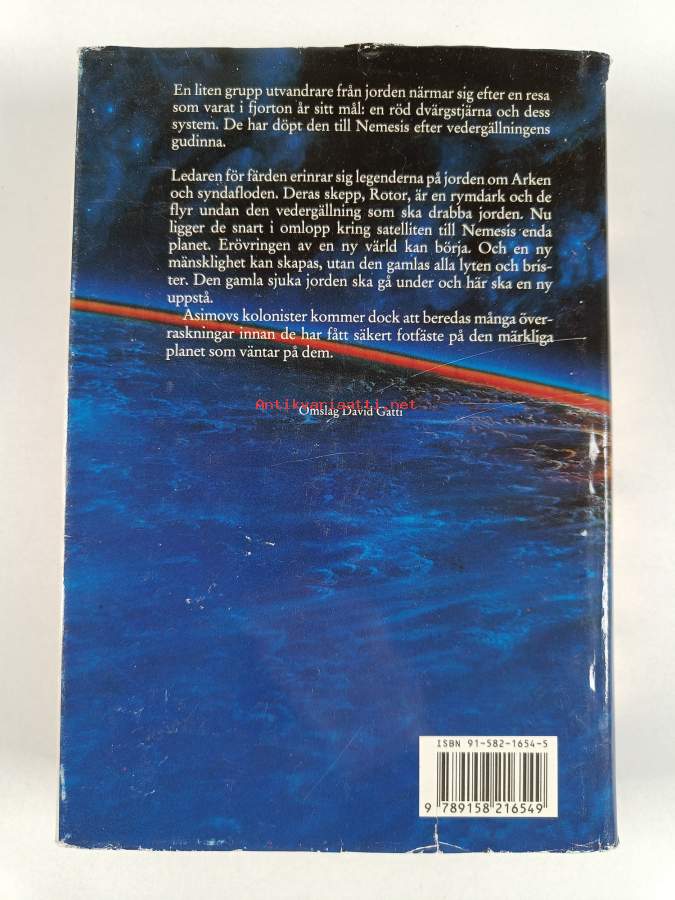 En liten grupp utvandrare från jorden närmar sig efter en resa
som varat i fjorton år sitt mål: en röd dvärgstjärna och dess
system. De har döpt den till Nemesis efter vedergällningens
gudinna.
Ledaren för färden erinrar sig legenderna på jorden om Arken
och syndafloden. Deras skepp, Rotor, är en rymdark och de
flyr undan den vedergällning som ska drabba jorden. Nu
ligger de snart i omlopp kring satelliten till Nemesis enda
planet. Erövringen av en ny värld kan börja. Och en ny
mänsklighet kan skapas, utan den gamlas alla lyten och bris-
ter. Den gamla sjuka jorden ska gå under och här ska en ny
uppstå.
Asimovs kolonister kommer dock att beredas många över-
raskningar innan de har fått säkert fotfäste på den märkliga
planet som väntar på dem.
Antikvariaatti.net
Omslag David Gatti
ISBN 91-582-1654-5
9 789158 216549